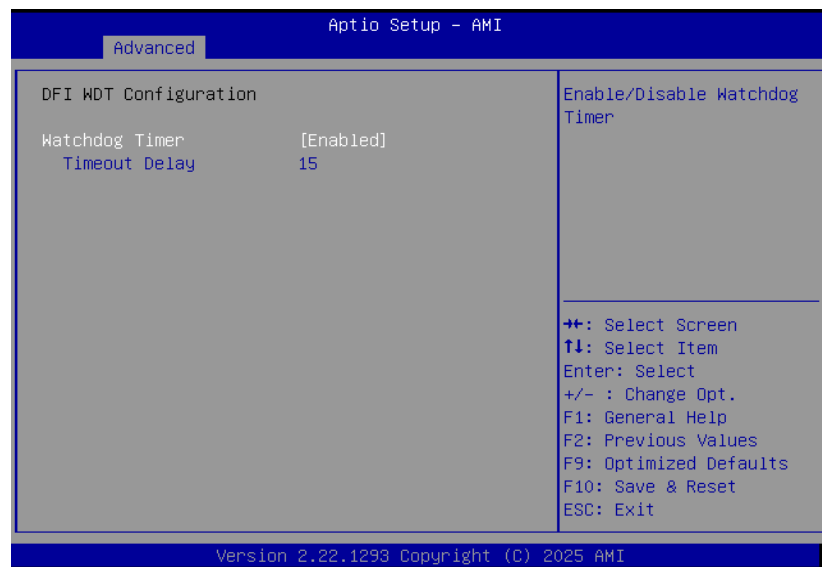 Aptio Setup – AMI
Advanced
DFI WDT Configuration
Watchdog Timer [Enabled]
Timeout Delay 15
Enable/Disable Watchdog
Timer
→←: Select Screen
↑↓: Select Item
Enter: Select
+/- : Change Opt.
F1: General Help
F2: Previous Values
F9: Optimized Defaults
F10: Save & Reset
ESC: Exit
Version 2.22.1293 Copyright (C) 2025 AMI